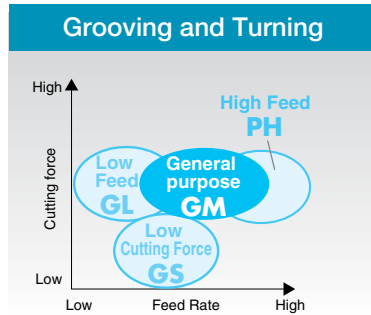 Grooving and Turning
High
High Feed
PH
Cutting force
Low
Feed
GL
General
purpose
GM
Low
Cutting Force
GS
Low
Low
Feed Rate
High